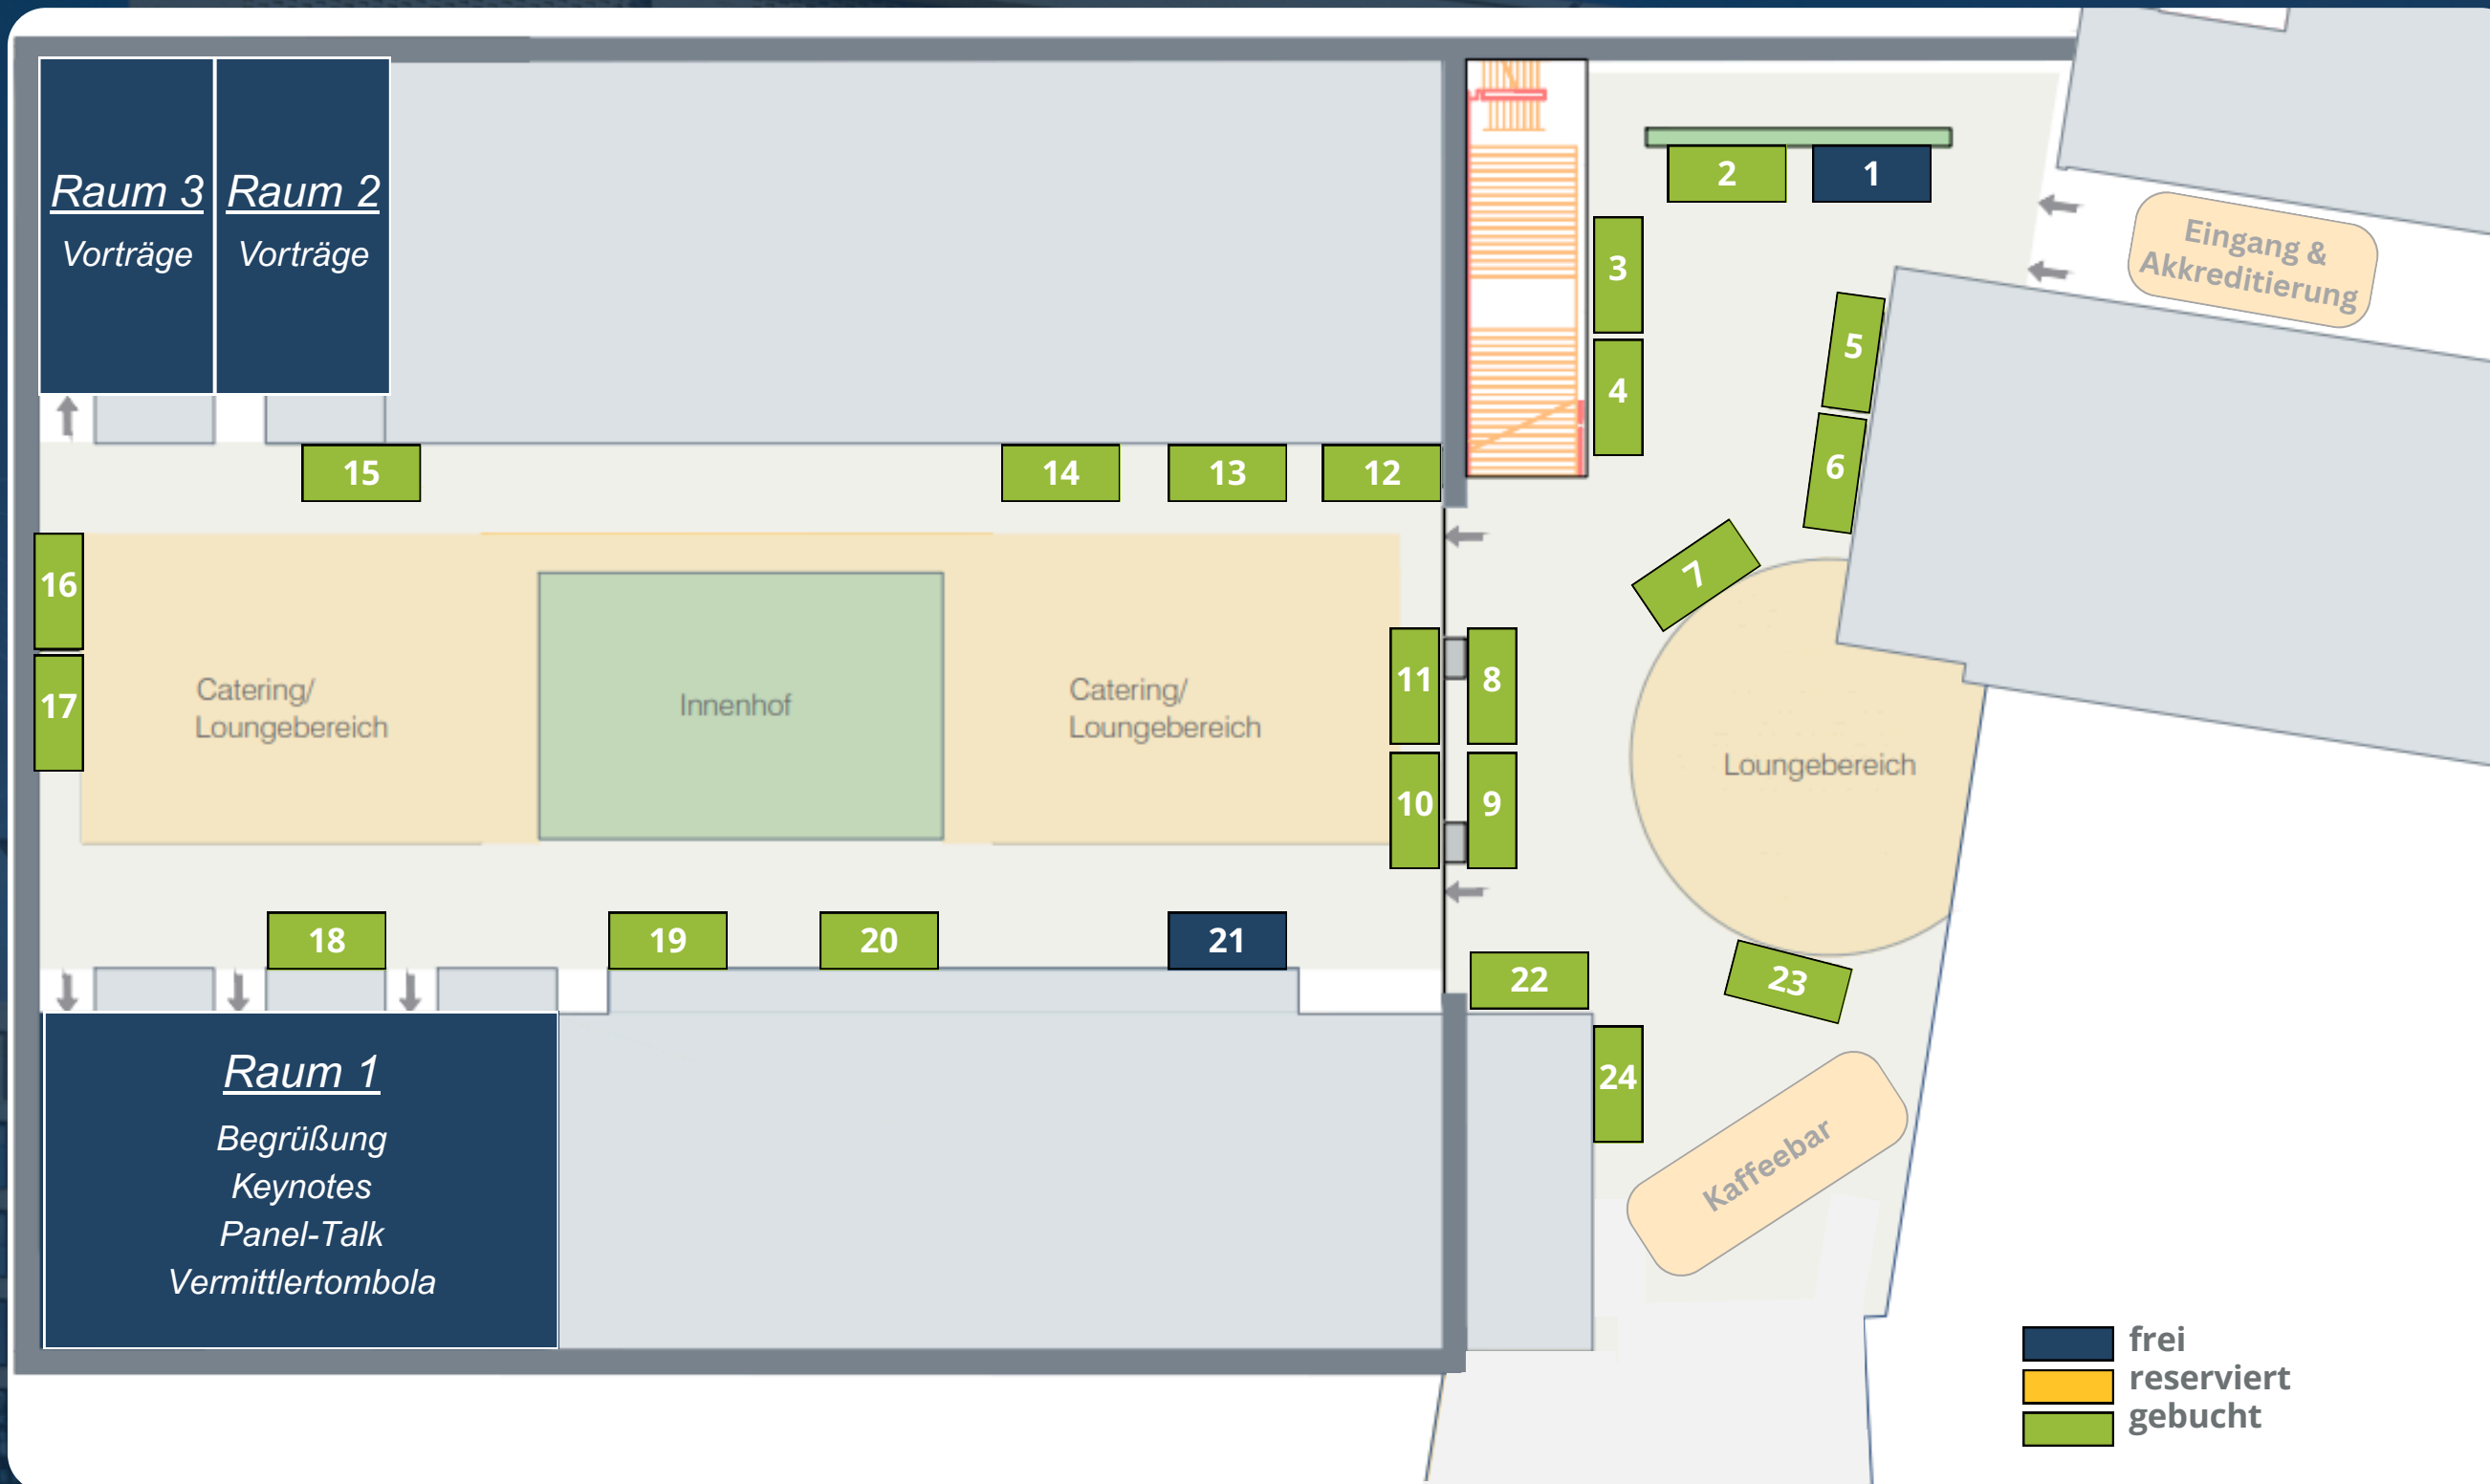 Raum 3
Vorträge
Raum 2
Vorträge
2
1
3
4
5
6
Eingang &
Akkreditierung
15
14
13
12
7
16
17
Catering/
Loungebereich
Innenhof
Catering/
Loungebereich
11
8
10
9
Loungebereich
18
19
20
21
22
23
24
Raum 1
Begrüßung
Keynotes
Panel-Talk
Vermittlertombola
Kaffeebar
frei
reserviert
gebucht